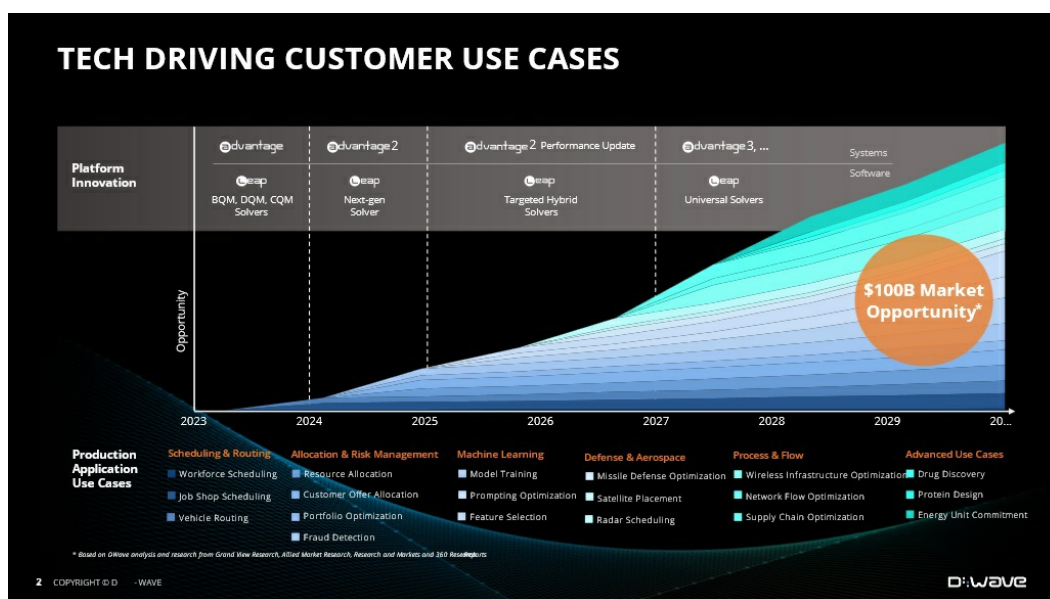 TECH DRIVING CUSTOMER USE CASES
Platform
Innovation
advantage
advantage2
advantage2 Performance Update
advantage3, ...
Systems
Software
Leap
BQM, DQM, CQM
Solvers
Leap
Next-gen
Solver
Leap
Targeted Hybrid
Solvers
Leap
Universal Solvers
Opportunity
$100B Market
Opportunity*
2023
2024
2025
2026
2027
2028
2029
20...
Production
Application
Use Cases
Scheduling & Routing
Workforce Scheduling
Job Shop Scheduling
Vehicle Routing
Allocation & Risk Management
Resource Allocation
Customer Offer Allocation
Portfolio Optimization
Fraud Detection
Machine Learning
Model Training
Prompting Optimization
Feature Selection
Defense & Aerospace
Missile Defense Optimization
Satellite Placement
Radar Scheduling
Process & Flow
Wireless Infrastructure Optimization
Network Flow Optimization
Supply Chain Optimization
Advanced Use Cases
Drug Discovery
Protein Design
Energy Unit Commitment
* Based on DWave analysis and research from Grand View Research, Allied Market Research, Research and Markets and 360 Research Reports
2 COPYRIGHT © D -WAVE
D:Wave